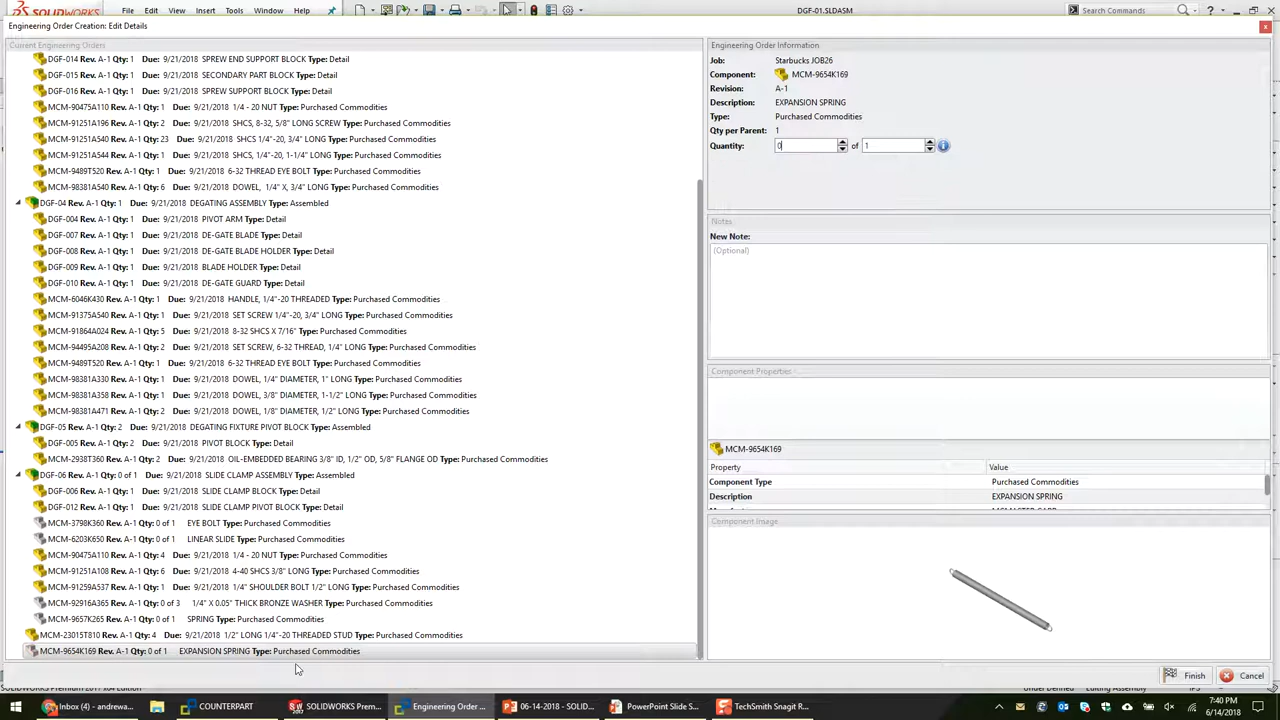 SOLIDWORKS File Edit View Insert Tools Window Help DGF-01.SLDASM Search Commands
Engineering Order Creation: Edit Details
Current Engineering Orders
DGF-014 Rev. A-1 Qty: 1 Due: 9/21/2018 SPREW END SUPPORT BLOCK Type: Detail
DGF-015 Rev. A-1 Qty: 1 Due: 9/21/2018 SECONDARY PART BLOCK Type: Detail
DGF-016 Rev. A-1 Qty: 1 Due: 9/21/2018 SPREW SUPPORT BLOCK Type: Detail
MCM-90475A110 Rev. A-1 Qty: 1 Due: 9/21/2018 1/4 - 20 NUT Type: Purchased Commodities
MCM-91251A196 Rev. A-1 Qty: 2 Due: 9/21/2018 SHCS, 8-32, 5/8" LONG SCREW Type: Purchased Commodities
MCM-91251A540 Rev. A-1 Qty: 23 Due: 9/21/2018 SHCS 1/4"-20, 3/4" LONG Type: Purchased Commodities
MCM-91251A544 Rev. A-1 Qty: 1 Due: 9/21/2018 SHCS, 1/4"-20, 1-1/4" LONG Type: Purchased Commodities
MCM-9489T520 Rev. A-1 Qty: 1 Due: 9/21/2018 6-32 THREAD EYE BOLT Type: Purchased Commodities
MCM-98381A540 Rev. A-1 Qty: 6 Due: 9/21/2018 DOWEL, 1/4" X, 3/4" LONG Type: Purchased Commodities
DGF-04 Rev. A-1 Qty: 1 Due: 9/21/2018 DEGATING ASSEMBLY Type: Assembled
DGF-004 Rev. A-1 Qty: 1 Due: 9/21/2018 PIVOT ARM Type: Detail
DGF-007 Rev. A-1 Qty: 1 Due: 9/21/2018 DE-GATE BLADE Type: Detail
DGF-008 Rev. A-1 Qty: 1 Due: 9/21/2018 DE-GATE BLADE HOLDER Type: Detail
DGF-009 Rev. A-1 Qty: 1 Due: 9/21/2018 BLADE HOLDER Type: Detail
DGF-010 Rev. A-1 Qty: 1 Due: 9/21/2018 DE-GATE GUARD Type: Detail
MCM-6046K430 Rev. A-1 Qty: 1 Due: 9/21/2018 HANDLE, 1/4"-20 THREADED Type: Purchased Commodities
MCM-91375A540 Rev. A-1 Qty: 1 Due: 9/21/2018 SET SCREW 1/4"-20, 3/4" LONG Type: Purchased Commodities
MCM-91864A024 Rev. A-1 Qty: 5 Due: 9/21/2018 8-32 SHCS X 7/16" Type: Purchased Commodities
MCM-94495A208 Rev. A-1 Qty: 2 Due: 9/21/2018 SET SCREW, 6-32 THREAD, 1/4" LONG Type: Purchased Commodities
MCM-9489T520 Rev. A-1 Qty: 1 Due: 9/21/2018 6-32 THREAD EYE BOLT Type: Purchased Commodities
MCM-98381A330 Rev. A-1 Qty: 1 Due: 9/21/2018 DOWEL, 1/4" DIAMETER, 1" LONG Type: Purchased Commodities
MCM-98381A358 Rev. A-1 Qty: 1 Due: 9/21/2018 DOWEL, 3/8" DIAMETER, 1-1/2" LONG Type: Purchased Commodities
MCM-98381A471 Rev. A-1 Qty: 2 Due: 9/21/2018 DOWEL, 1/8" DIAMETER, 1/2" LONG Type: Purchased Commodities
DGF-05 Rev. A-1 Qty: 2 Due: 9/21/2018 DEGATING FIXTURE PIVOT BLOCK Type: Assembled
DGF-005 Rev. A-1 Qty: 2 Due: 9/21/2018 PIVOT BLOCK Type: Detail
MCM-2938T360 Rev. A-1 Qty: 2 Due: 9/21/2018 OIL-EMBEDDED BEARING 3/8" ID, 1/2" OD, 5/8" FLANGE OD Type: Purchased Commodities
DGF-06 Rev. A-1 Qty: 0 of 1 Due: 9/21/2018 SLIDE CLAMP ASSEMBLY Type: Assembled
DGF-006 Rev. A-1 Qty: 1 Due: 9/21/2018 SLIDE CLAMP BLOCK Type: Detail
DGF-012 Rev. A-1 Qty: 1 Due: 9/21/2018 SLIDE CLAMP PIVOT BLOCK Type: Detail
MCM-3798K360 Rev. A-1 Qty: 0 of 1 EYE BOLT Type: Purchased Commodities
MCM-6203K650 Rev. A-1 Qty: 0 of 1 LINEAR SLIDE Type: Purchased Commodities
MCM-90475A110 Rev. A-1 Qty: 4 Due: 9/21/2018 1/4 - 20 NUT Type: Purchased Commodities
MCM-91251A108 Rev. A-1 Qty: 6 Due: 9/21/2018 4-40 SHCS 3/8" LONG Type: Purchased Commodities
MCM-91259A537 Rev. A-1 Qty: 1 Due: 9/21/2018 1/4" SHOULDER BOLT 1/2" LONG Type: Purchased Commodities
MCM-92916A365 Rev. A-1 Qty: 0 of 3 1/4" X 0.05" THICK BRONZE WASHER Type: Purchased Commodities
MCM-9657K265 Rev. A-1 Qty: 0 of 1 SPRING Type: Purchased Commodities
MCM-23015T810 Rev. A-1 Qty: 4 Due: 9/21/2018 1/2" LONG 1/4"-20 THREADED STUD Type: Purchased Commodities
MCM-9654K169 Rev. A-1 Qty: 0 of 1 EXPANSION SPRING Type: Purchased Commodities
Engineering Order Information
Job: Starbucks JOB26
Component: MCM-9654K169
Revision: A-1
Description: EXPANSION SPRING
Type: Purchased Commodities
Qty per Parent: 1
Quantity: 0 of 1
Notes
New Note:
(Optional)
Component Properties
MCM-9654K169
Property Value
Component Type Purchased Commodities
Description EXPANSION SPRING
Component Image
Finish Cancel
SOLIDWORKS Premium 2017 x64 Edition Under Defined Editing Assembly
Inbox (4) - andrewa... COUNTERPART SOLIDWORKS Prem... Engineering Order ... 06-14-2018 - SOLID... PowerPoint Slide S... TechSmith Snagit R... 7:40 PM
6/14/2018